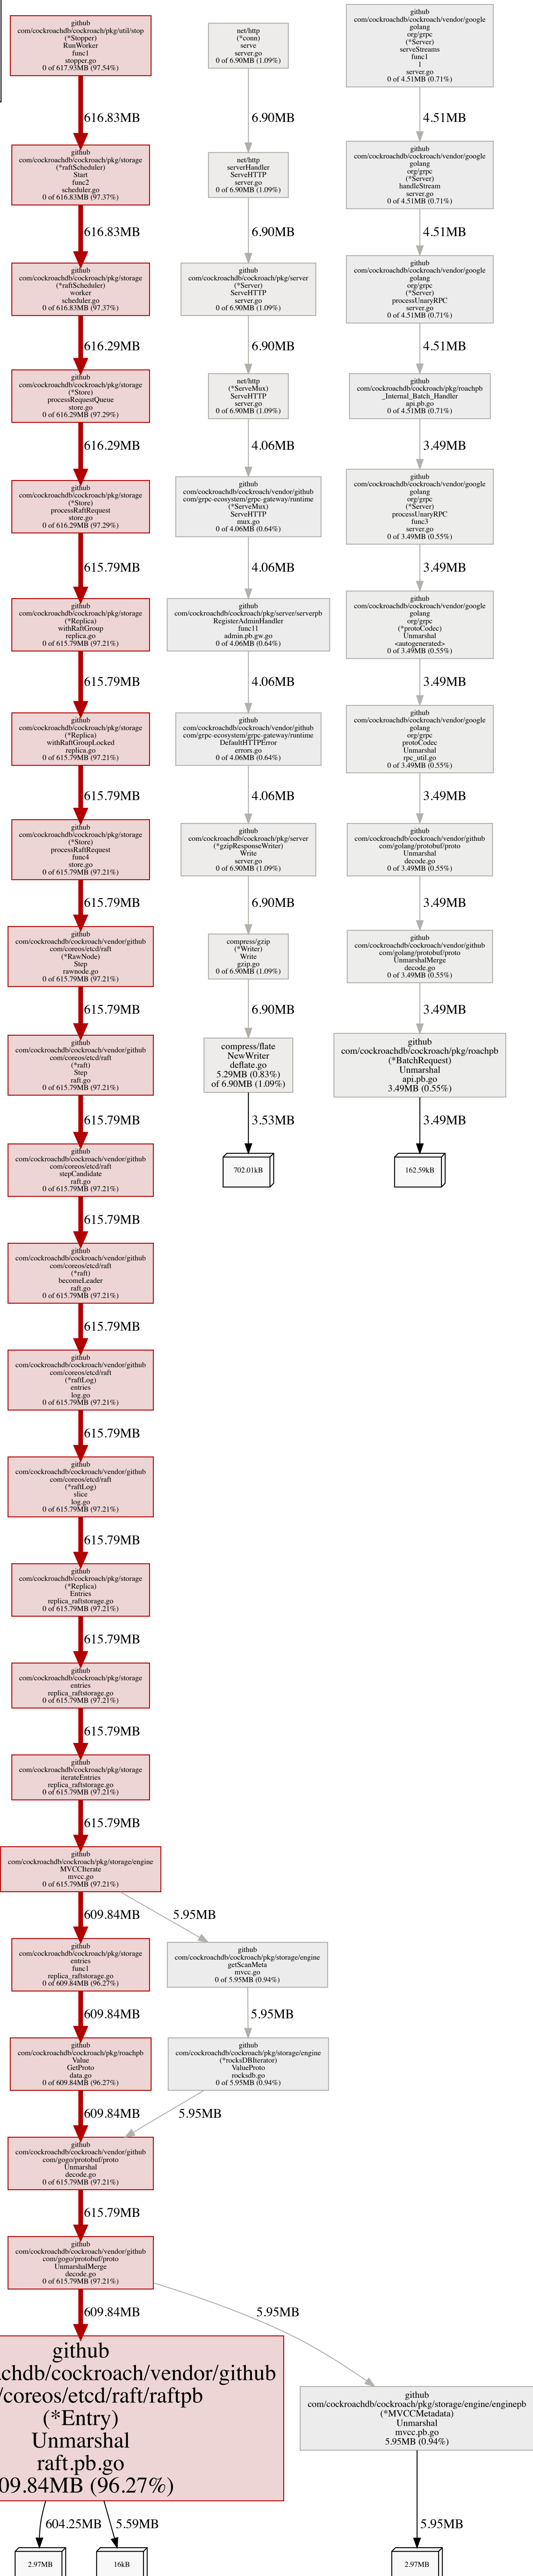 github
com/cockroachdb/cockroach/pkg/util/stop
(*Stopper)
RunWorker
func1
stopper.go
0 of 617.93MB (97.54%)
616.83MB
github
com/cockroachdb/cockroach/pkg/storage
(*raftScheduler)
Start
func2
scheduler.go
0 of 616.83MB (97.37%)
616.83MB
github
com/cockroachdb/cockroach/pkg/storage
(*raftScheduler)
worker
scheduler.go
0 of 616.83MB (97.37%)
616.29MB
github
com/cockroachdb/cockroach/pkg/storage
(*Store)
processRequestQueue
store.go
0 of 616.29MB (97.29%)
616.29MB
github
com/cockroachdb/cockroach/pkg/storage
(*Store)
processRaftRequest
store.go
0 of 616.29MB (97.29%)
615.79MB
github
com/cockroachdb/cockroach/pkg/storage
(*Replica)
withRaftGroup
replica.go
0 of 615.79MB (97.21%)
615.79MB
github
com/cockroachdb/cockroach/pkg/storage
(*Replica)
withRaftGroupLocked
replica.go
0 of 615.79MB (97.21%)
615.79MB
github
com/cockroachdb/cockroach/pkg/storage
(*Store)
processRaftRequest
func4
store.go
0 of 615.79MB (97.21%)
615.79MB
github
com/cockroachdb/cockroach/vendor/github
com/coreos/etcd/raft
(*RawNode)
Step
rawnode.go
0 of 615.79MB (97.21%)
615.79MB
github
com/cockroachdb/cockroach/vendor/github
com/coreos/etcd/raft
(*raft)
Step
raft.go
0 of 615.79MB (97.21%)
615.79MB
github
com/cockroachdb/cockroach/vendor/github
com/coreos/etcd/raft
stepCandidate
raft.go
0 of 615.79MB (97.21%)
615.79MB
github
com/cockroachdb/cockroach/vendor/github
com/coreos/etcd/raft
(*raft)
becomeLeader
raft.go
0 of 615.79MB (97.21%)
615.79MB
github
com/cockroachdb/cockroach/vendor/github
com/coreos/etcd/raft
(*raftLog)
entries
log.go
0 of 615.79MB (97.21%)
615.79MB
github
com/cockroachdb/cockroach/vendor/github
com/coreos/etcd/raft
(*raftLog)
slice
log.go
0 of 615.79MB (97.21%)
615.79MB
github
com/cockroachdb/cockroach/pkg/storage
(*Replica)
Entries
replica_raftstorage.go
0 of 615.79MB (97.21%)
615.79MB
github
com/cockroachdb/cockroach/pkg/storage
entries
replica_raftstorage.go
0 of 615.79MB (97.21%)
615.79MB
github
com/cockroachdb/cockroach/pkg/storage
iterateEntries
replica_raftstorage.go
0 of 615.79MB (97.21%)
615.79MB
github
com/cockroachdb/cockroach/pkg/storage/engine
MVCCIterate
mvcc.go
0 of 615.79MB (97.21%)
609.84MB
5.95MB
github
com/cockroachdb/cockroach/pkg/storage
entries
func1
replica_raftstorage.go
0 of 609.84MB (96.27%)
609.84MB
github
com/cockroachdb/cockroach/pkg/storage/engine
getScanMeta
mvcc.go
0 of 5.95MB (0.94%)
5.95MB
github
com/cockroachdb/cockroach/pkg/roachpb
Value
GetProto
data.go
0 of 609.84MB (96.27%)
609.84MB
github
com/cockroachdb/cockroach/pkg/storage/engine
(*rocksDBIterator)
ValueProto
rocksdb.go
0 of 5.95MB (0.94%)
5.95MB
github
com/cockroachdb/cockroach/vendor/github
com/gogo/protobuf/proto
Unmarshal
decode.go
0 of 615.79MB (97.21%)
615.79MB
github
com/cockroachdb/cockroach/vendor/github
com/gogo/protobuf/proto
UnmarshalMerge
decode.go
0 of 615.79MB (97.21%)
609.84MB
5.95MB
github
achdb/cockroach/vendor/github
/coreos/etcd/raft/raftpb
(*Entry)
Unmarshal
raft.pb.go
09.84MB (96.27%)
604.25MB
5.59MB
2.97MB
16kB
github
com/cockroachdb/cockroach/pkg/storage/engine/enginepb
(*MVCCMetadata)
Unmarshal
mvcc.pb.go
5.95MB (0.94%)
5.95MB
2.97MB
net/http
(*conn)
serve
server.go
0 of 6.90MB (1.09%)
6.90MB
net/http
serverHandler
ServeHTTP
server.go
0 of 6.90MB (1.09%)
6.90MB
github
com/cockroachdb/cockroach/pkg/server
(*Server)
ServeHTTP
server.go
0 of 6.90MB (1.09%)
6.90MB
net/http
(*ServeMux)
ServeHTTP
server.go
0 of 6.90MB (1.09%)
4.06MB
github
com/cockroachdb/cockroach/vendor/github
com/grpc-ecosystem/grpc-gateway/runtime
(*ServeMux)
ServeHTTP
mux.go
0 of 4.06MB (0.64%)
4.06MB
github
com/cockroachdb/cockroach/pkg/server/serverpb
RegisterAdminHandler
func11
admin.pb.gw.go
0 of 4.06MB (0.64%)
4.06MB
github
com/cockroachdb/cockroach/vendor/github
com/grpc-ecosystem/grpc-gateway/runtime
DefaultHTTPError
errors.go
0 of 4.06MB (0.64%)
4.06MB
github
com/cockroachdb/cockroach/pkg/server
(*gzipResponseWriter)
Write
server.go
0 of 6.90MB (1.09%)
6.90MB
compress/gzip
(*Writer)
Write
gzip.go
0 of 6.90MB (1.09%)
6.90MB
compress/flate
NewWriter
deflate.go
5.29MB (0.83%)
of 6.90MB (1.09%)
3.53MB
702.01kB
github
com/cockroachdb/cockroach/vendor/google
golang
org/grpc
(*Server)
serveStreams
func1
1
server.go
0 of 4.51MB (0.71%)
4.51MB
github
com/cockroachdb/cockroach/vendor/google
golang
org/grpc
(*Server)
handleStream
server.go
0 of 4.51MB (0.71%)
4.51MB
github
com/cockroachdb/cockroach/vendor/google
golang
org/grpc
(*Server)
processUnaryRPC
server.go
0 of 4.51MB (0.71%)
4.51MB
github
com/cockroachdb/cockroach/pkg/roachpb
_Internal_Batch_Handler
api.pb.go
0 of 4.51MB (0.71%)
3.49MB
github
com/cockroachdb/cockroach/vendor/google
golang
org/grpc
(*Server)
processUnaryRPC
func3
server.go
0 of 3.49MB (0.55%)
3.49MB
github
com/cockroachdb/cockroach/vendor/google
golang
org/grpc
(*protoCodec)
Unmarshal
<autogenerated>
0 of 3.49MB (0.55%)
3.49MB
github
com/cockroachdb/cockroach/vendor/google
golang
org/grpc
protoCodec
Unmarshal
rpc_util.go
0 of 3.49MB (0.55%)
3.49MB
github
com/cockroachdb/cockroach/vendor/github
com/golang/protobuf/proto
Unmarshal
decode.go
0 of 3.49MB (0.55%)
3.49MB
github
com/cockroachdb/cockroach/vendor/github
com/golang/protobuf/proto
UnmarshalMerge
decode.go
0 of 3.49MB (0.55%)
3.49MB
github
com/cockroachdb/cockroach/pkg/roachpb
(*BatchRequest)
Unmarshal
api.pb.go
3.49MB (0.55%)
3.49MB
162.59kB